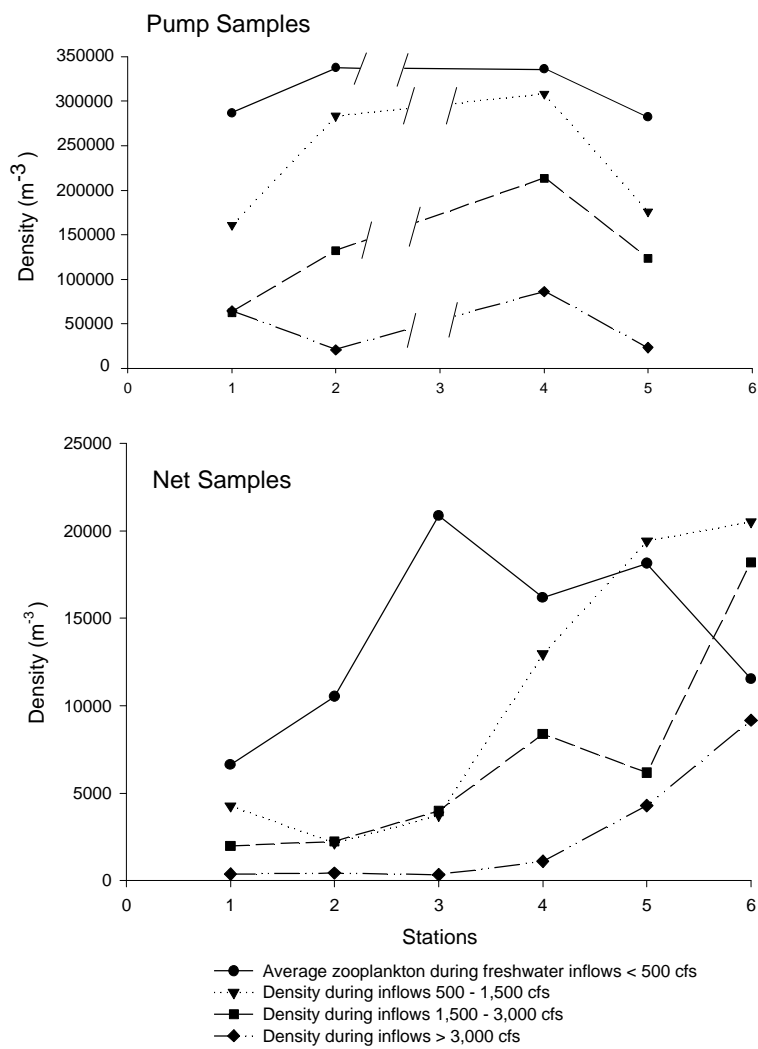 Pump Samples
350000
300000
250000
200000
150000
100000
50000
0
Density (m-3 )
0 1 2 3 4 5 6
Net Samples
25000
20000
15000
10000
5000
0
Density (m-3 )
0 1 2 3 4 5 6
Stations
Average zooplankton during freshwater inflows < 500 cfs
Density during inflows 500 - 1,500 cfs
Density during inflows 1,500 - 3,000 cfs
Density during inflows > 3,000 cfs